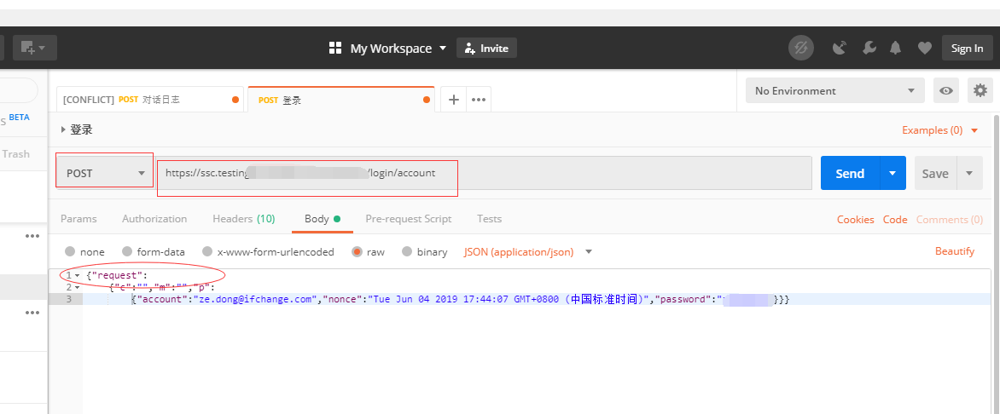 My Workspace
Invite
Sign In
[CONFLICT] POST 对话日志
POST 登录
No Environment
s BETA
登录
Examples (0)
Trash
POST
https://ssc.testing /login/account
Send
Save
Params
Authorization
Headers (10)
Body
Pre-request Script
Tests
Cookies
Code
Comments (0)
none
form-data
x-www-form-urlencoded
raw
binary
JSON (application/json)
Beautify
1 {"request":
2 {"c":"","m":"","p":
3 {"account":"ze.dong@ifchange.com","nonce":"Tue Jun 04 2019 17:44:07 GMT+0800 (中国标准时间)","password":" }}}